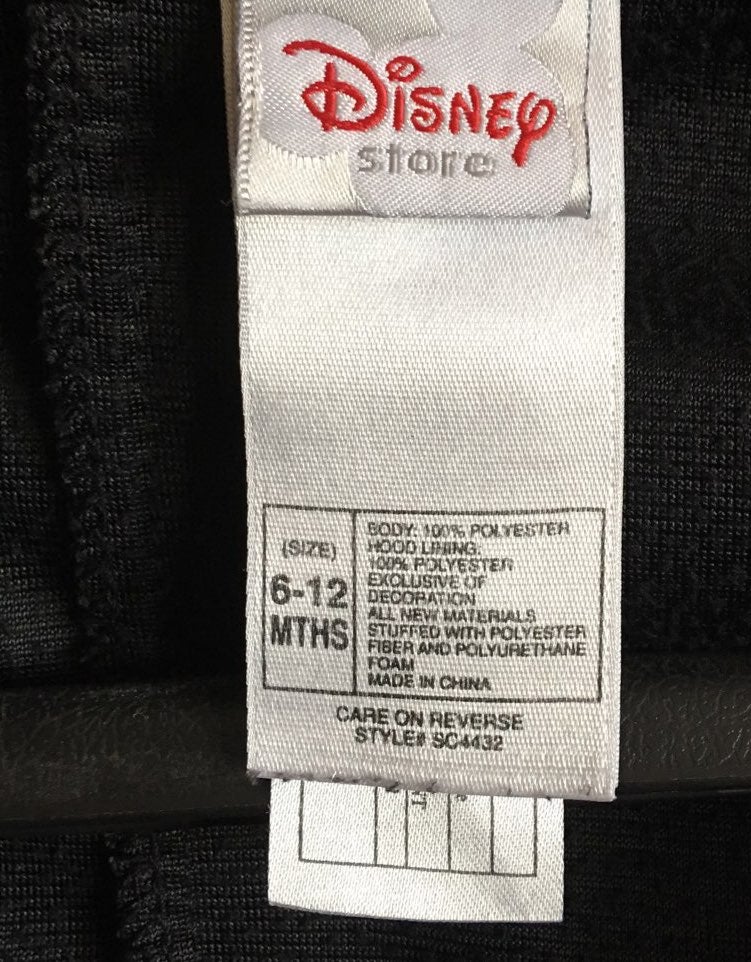 Disney
store
(SIZE)
6-12
MTHS
BODY: 100% POLYESTER
HOOD LINING:
100% POLYESTER
EXCLUSIVE OF
DECORATION
ALL NEW MATERIALS
STUFFED WITH POLYESTER
FIBER AND POLYURETHANE
FOAM
MADE IN CHINA
CARE ON REVERSE
STYLE# SC4432